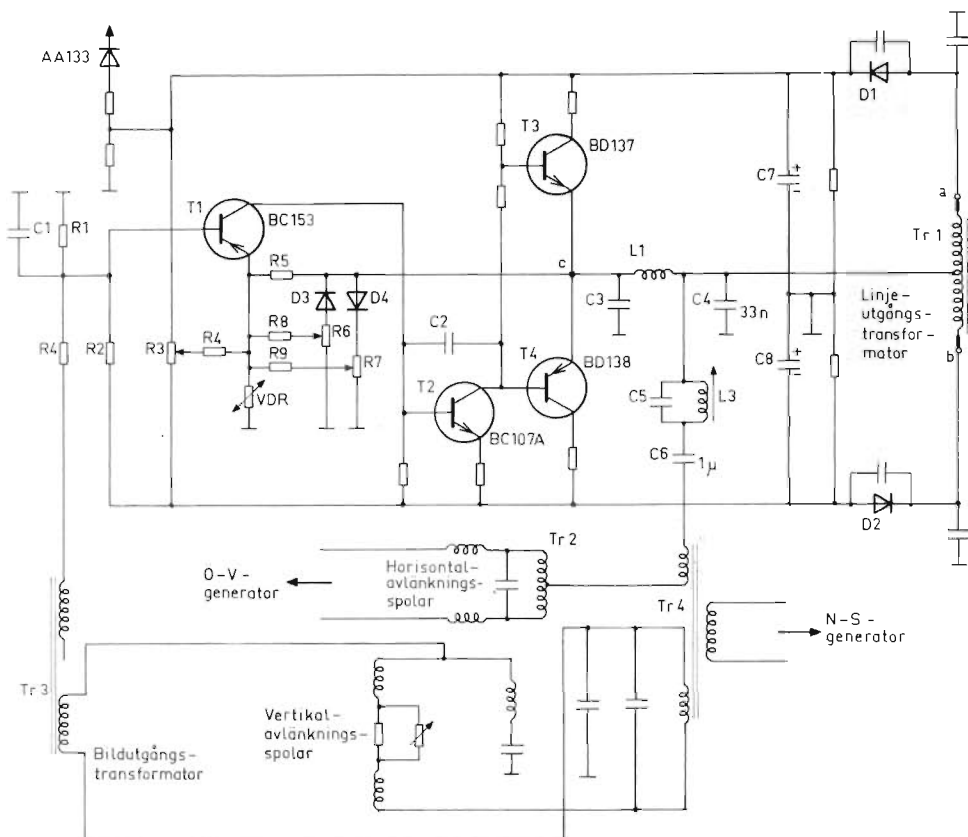 AA133
D1
T3
BD137
C7
+
−
a
T1
BC153
C1
R1
Tr 1
L1
R5
c
D3
D4
C3
C4
33n
Linje-
utgångs-
transfor-
mator
R8
R6
C2
R4
R2
R3
R4
R9
R7
T4
BD138
C8
+
−
b
VDR
T2
C5
L3
BC107A
C6
1µ
D2
Tr 2
O-V-
generator
Horisontal-
avlänknings-
spolar
Tr4
N-S-
generator
Tr 3
Vertikal-
avlänknings-
spolar
Bildutgångs-
transformator